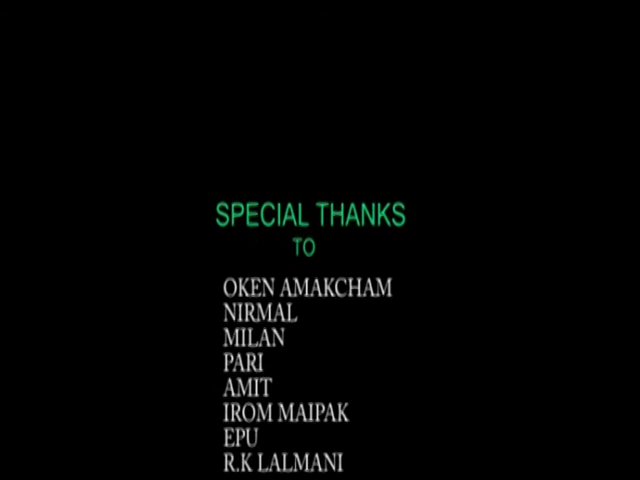 SPECIAL THANKS
TO
OKEN AMAKCHAM
NIRMAL
MILAN
PARI
AMIT
IROM MAIPAK
EPU
R.K LALMANI